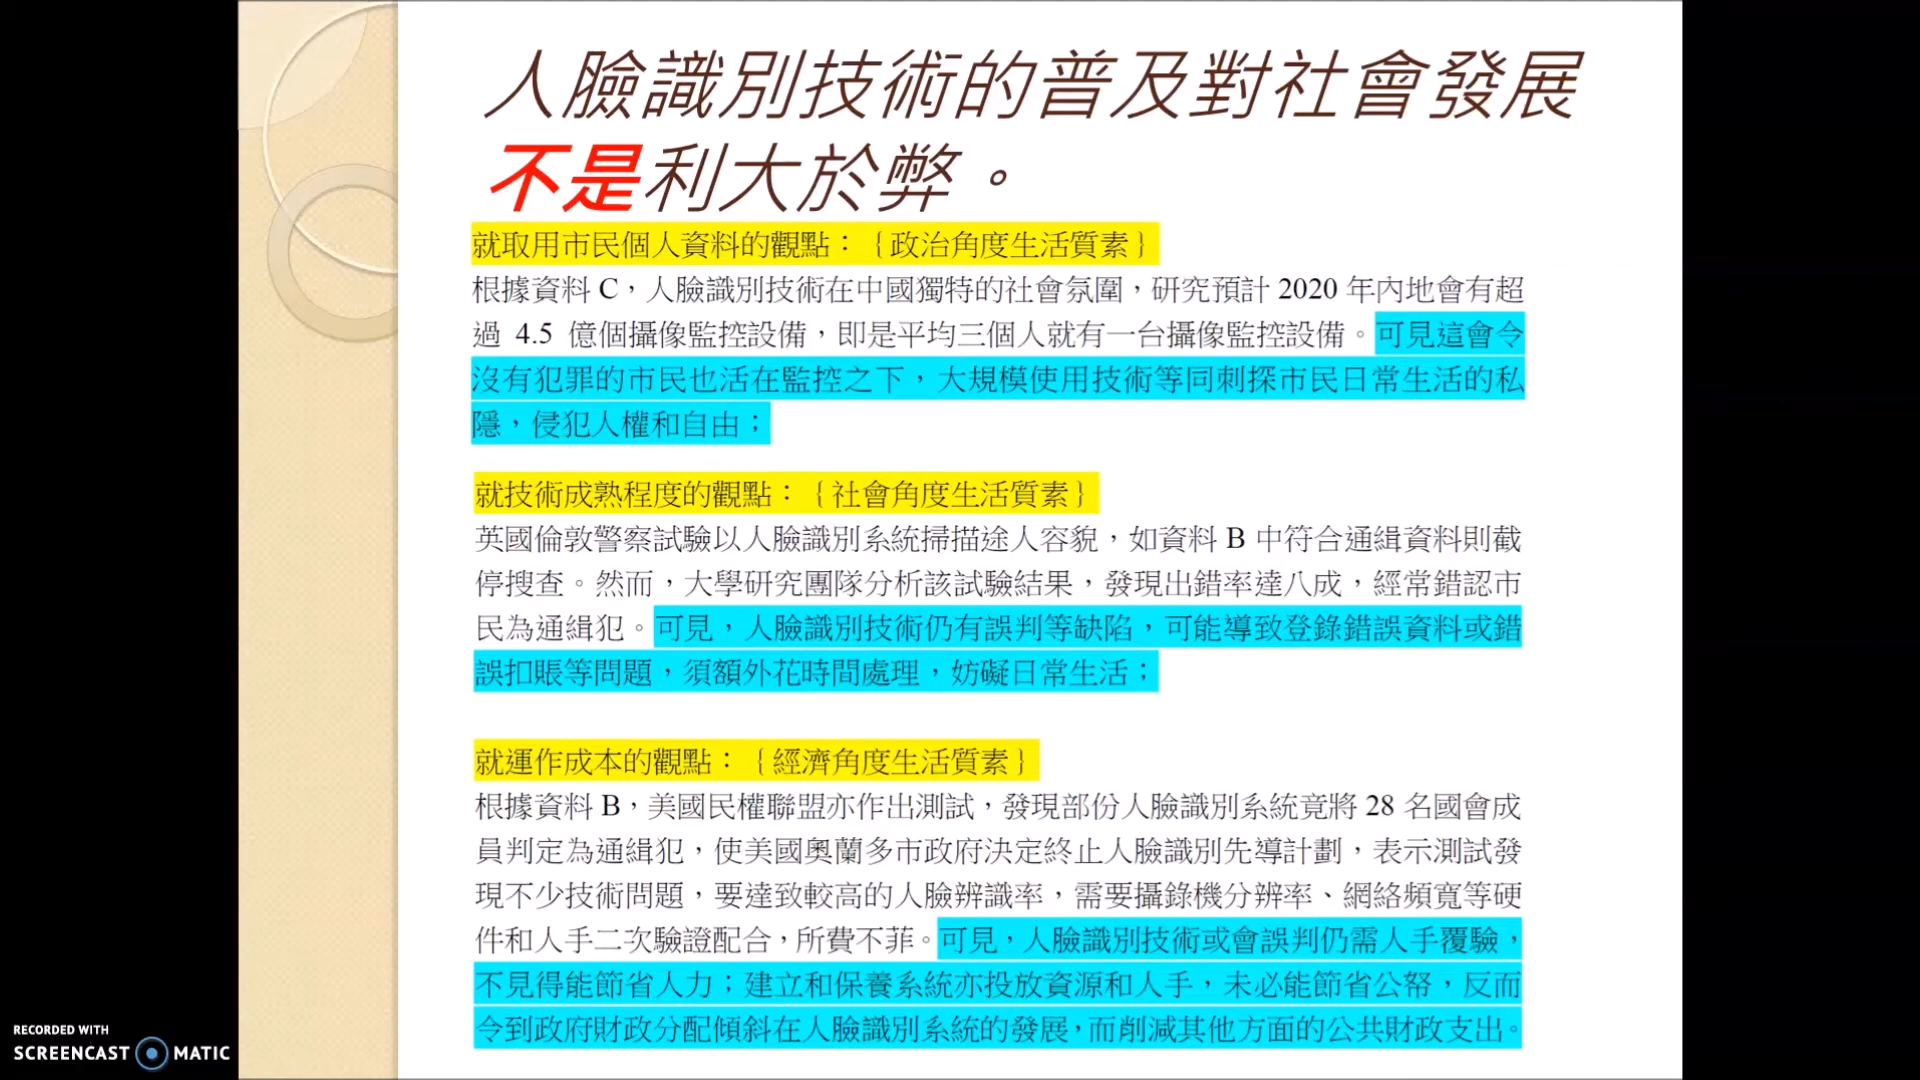 人臉識別技術的普及對社會發展
不是利大於弊。
就取用市民個人資料的觀點：｛政治角度生活質素｝
根據資料 C，人臉識別技術在中國獨特的社會氛圍，研究預計 2020 年內地會有超
過 4.5 億個攝像監控設備，即是平均三個人就有一台攝像監控設備。可見這會令
沒有犯罪的市民也活在監控之下，大規模使用技術等同刺探市民日常生活的私
隱，侵犯人權和自由；
就技術成熟程度的觀點：｛社會角度生活質素｝
英國倫敦警察試驗以人臉識別系統掃描途人容貌，如資料 B 中符合通緝資料則截
停搜查。然而，大學研究團隊分析該試驗結果，發現出錯率達八成，經常錯認市
民為通緝犯。可見，人臉識別技術仍有誤判等缺陷，可能導致登錄錯誤資料或錯
誤扣賬等問題，須額外花時間處理，妨礙日常生活；
就運作成本的觀點：｛經濟角度生活質素｝
根據資料 B，美國民權聯盟亦作出測試，發現部份人臉識別系統竟將 28 名國會成
員判定為通緝犯，使美國奧蘭多市政府決定終止人臉識別先導計劃，表示測試發
現不少技術問題，要達致較高的人臉辨識率，需要攝錄機分辨率、網絡頻寬等硬
件和人手二次驗證配合，所費不菲。可見，人臉識別技術或會誤判仍需人手覆驗，
不見得能節省人力；建立和保養系統亦投放資源和人手，未必能節省公帑，反而
令到政府財政分配傾斜在人臉識別系統的發展，而削減其他方面的公共財政支出。
RECORDED WITH
SCREENCAST MATIC